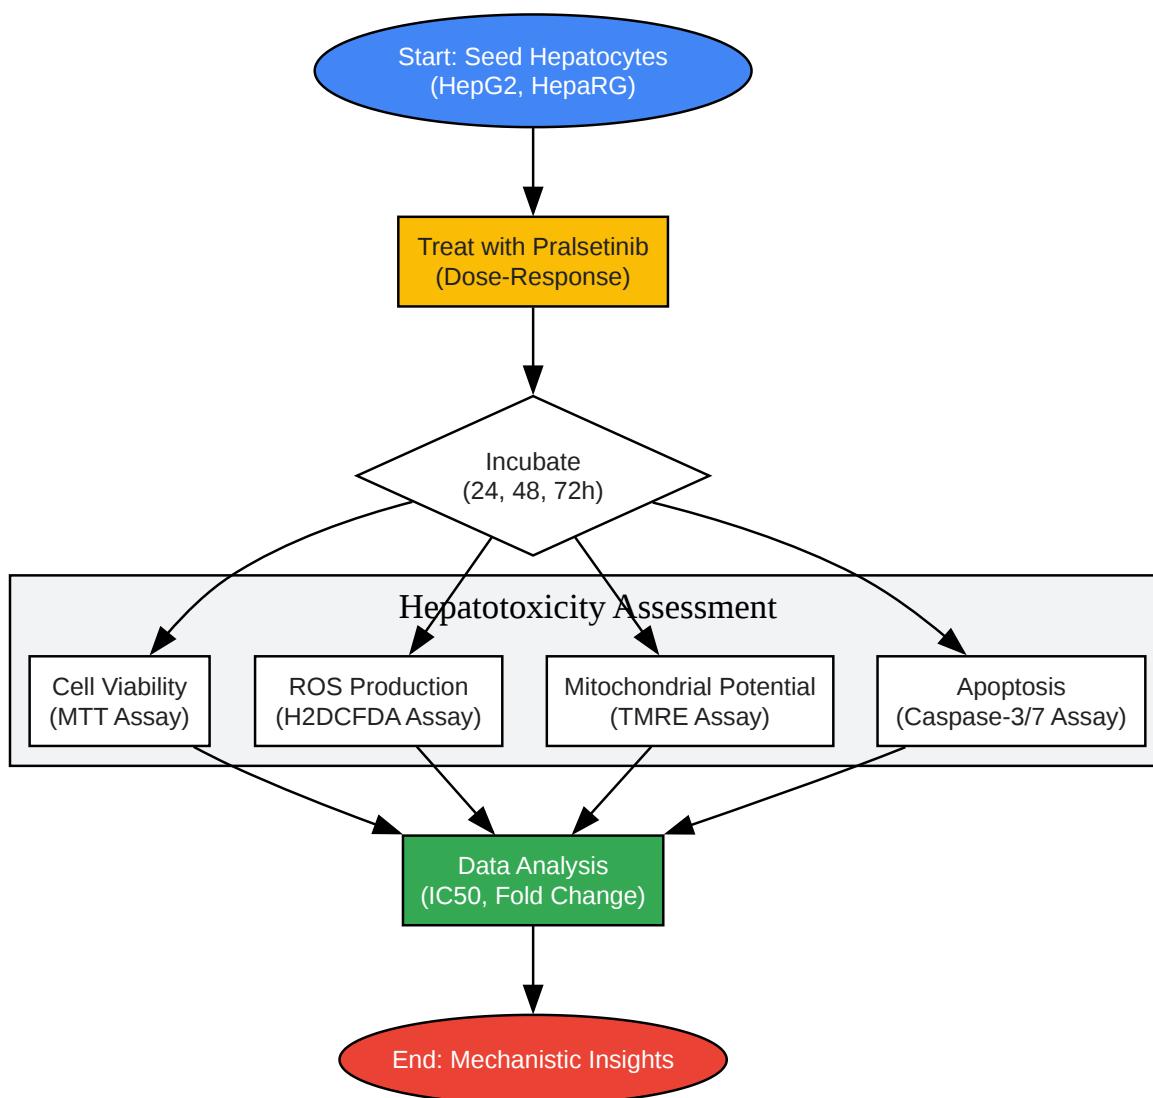 Start: Seed Hepatocytes
(HepG2, HepaRG)
Treat with Pralsetinib
(Dose-Response)
Incubate
(24, 48, 72h)
Hepatotoxicity Assessment
Cell Viability
(MTT Assay)
ROS Production
(H2DCFDA Assay)
Mitochondrial Potential
(TMRE Assay)
Apoptosis
(Caspase-3/7 Assay)
Data Analysis
(IC50, Fold Change)
End: Mechanistic Insights